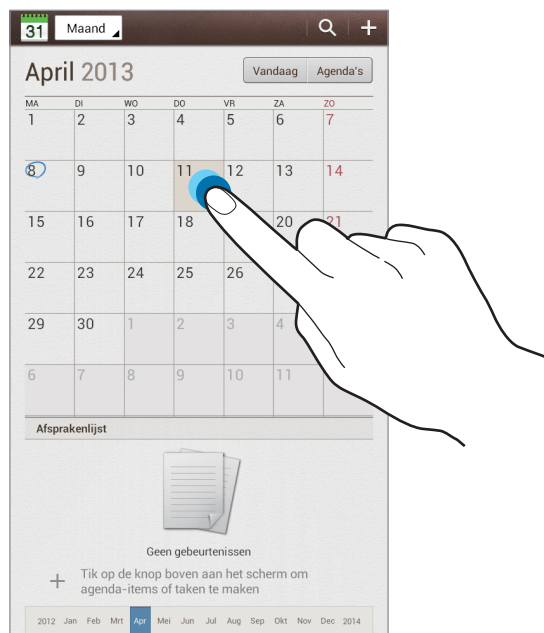 31 Maand
April 2013 Vandaag Agenda's
MA DI WO DO VR ZA ZO
1 2 3 4 5 6 7
8 9 10 11 12 13 14
15 16 17 18 20 21
22 23 24 25 26
29 30 1 2 3 4
6 7 8 9 10 11
Afsprakenlijst
Geen gebeurtenissen
Tik op de knop boven aan het scherm om
agenda-items of taken te maken
2012 Jan Feb Mrt Apr Mei Jun Jul Aug Sep Okt Nov Dec 2014